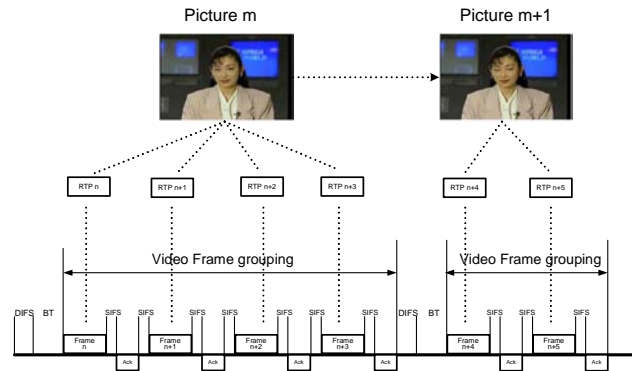 Picture m
Picture m+1
RTP n
RTP n+1
RTP n+2
RTP n+3
RTP n+4
RTP n+5
Video Frame grouping
Video Frame grouping
DIFS
BT
SIFS
SIFS
SIFS
SIFS
SIFS
SIFS
SIFS
DIFS
BT
SIFS
SIFS
SIFS
Frame
n
Frame
n+1
Frame
n+2
Frame
n+3
Frame
n+4
Frame
n+5
Ack
Ack
Ack
Ack
Ack
Ack